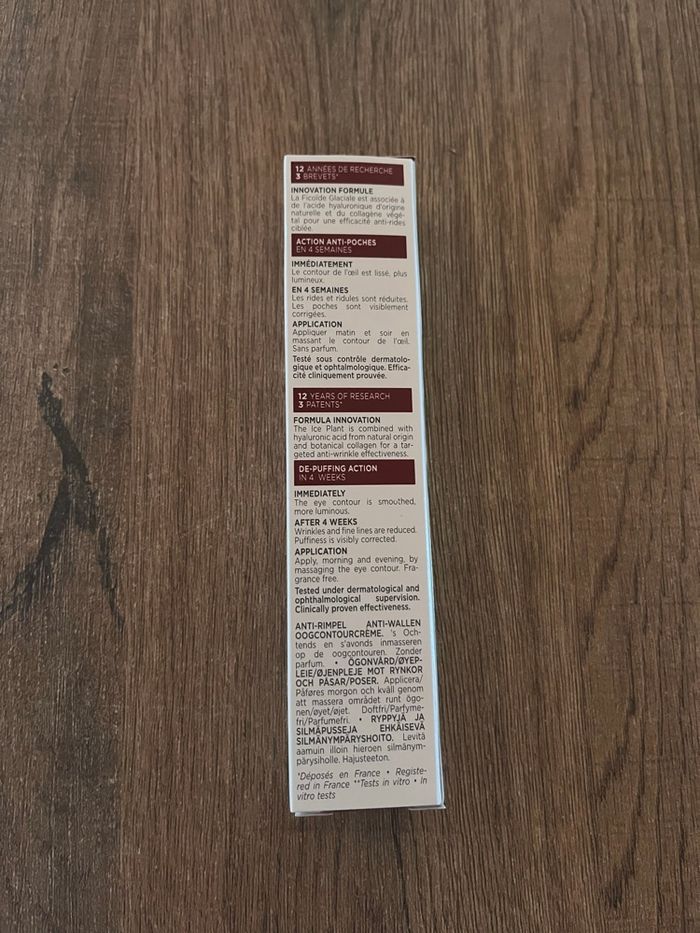 12 ANNÉES DE RECHERCHE
3 BREVETS*
INNOVATION FORMULE
La Ficoïde Glaciale est associée à
de l'acide hyaluronique d'origine
naturelle et du collagène végé-
tal pour une efficacité anti-rides
ciblée.
ACTION ANTI-POCHES
EN 4 SEMAINES
IMMÉDIATEMENT
Le contour de l'œil est lissé, plus
lumineux.
EN 4 SEMAINES
Les rides et ridules sont réduites.
Les poches sont visiblement
corrigées.
APPLICATION
Appliquer matin et soir en
massant le contour de l'œil.
Sans parfum.
Testé sous contrôle dermatolo-
gique et ophtalmologique. Effica-
cité cliniquement prouvée.
12 YEARS OF RESEARCH
3 PATENTS*
FORMULA INNOVATION
The Ice Plant is combined with
hyaluronic acid from natural origin
and botanical collagen for a tar-
geted anti-wrinkle effectiveness.
DE-PUFFING ACTION
IN 4 WEEKS
IMMEDIATELY
The eye contour is smoothed,
more luminous.
AFTER 4 WEEKS
Wrinkles and fine lines are reduced.
Puffiness is visibly corrected.
APPLICATION
Apply, morning and evening, by
massaging the eye contour. Fra-
grance free.
Tested under dermatological and
ophthalmological supervision.
Clinically proven effectiveness.
ANTI-RIMPEL ANTI-WALLEN
OOGCONTOURCRÈME. 's Och-
tends en s'avonds inmasseren
op de oogcontouren. Zonder
parfum. • ÖGONVÅRD/ØYEP-
LEIE/ØJENPLEJE MOT RYNKOR
OCH PÅSAR/POSER. Applicera/
Påføres morgon och kväll genom
att massera området runt ögo-
nen/øyet/øjet. Doftfri/Parfyme-
fri/Parfumefri. • RYPPYJÄ JA
SILMÄPUSSEJA EHKÄISEVÄ
SILMÄNYMPÄRYSHOITO. Levitä
aamuin illoin hieroen silmänym-
pärysiholle. Hajusteeton.
*Déposés en France • Registe-
red in France **Tests in vitro • In
vitro tests